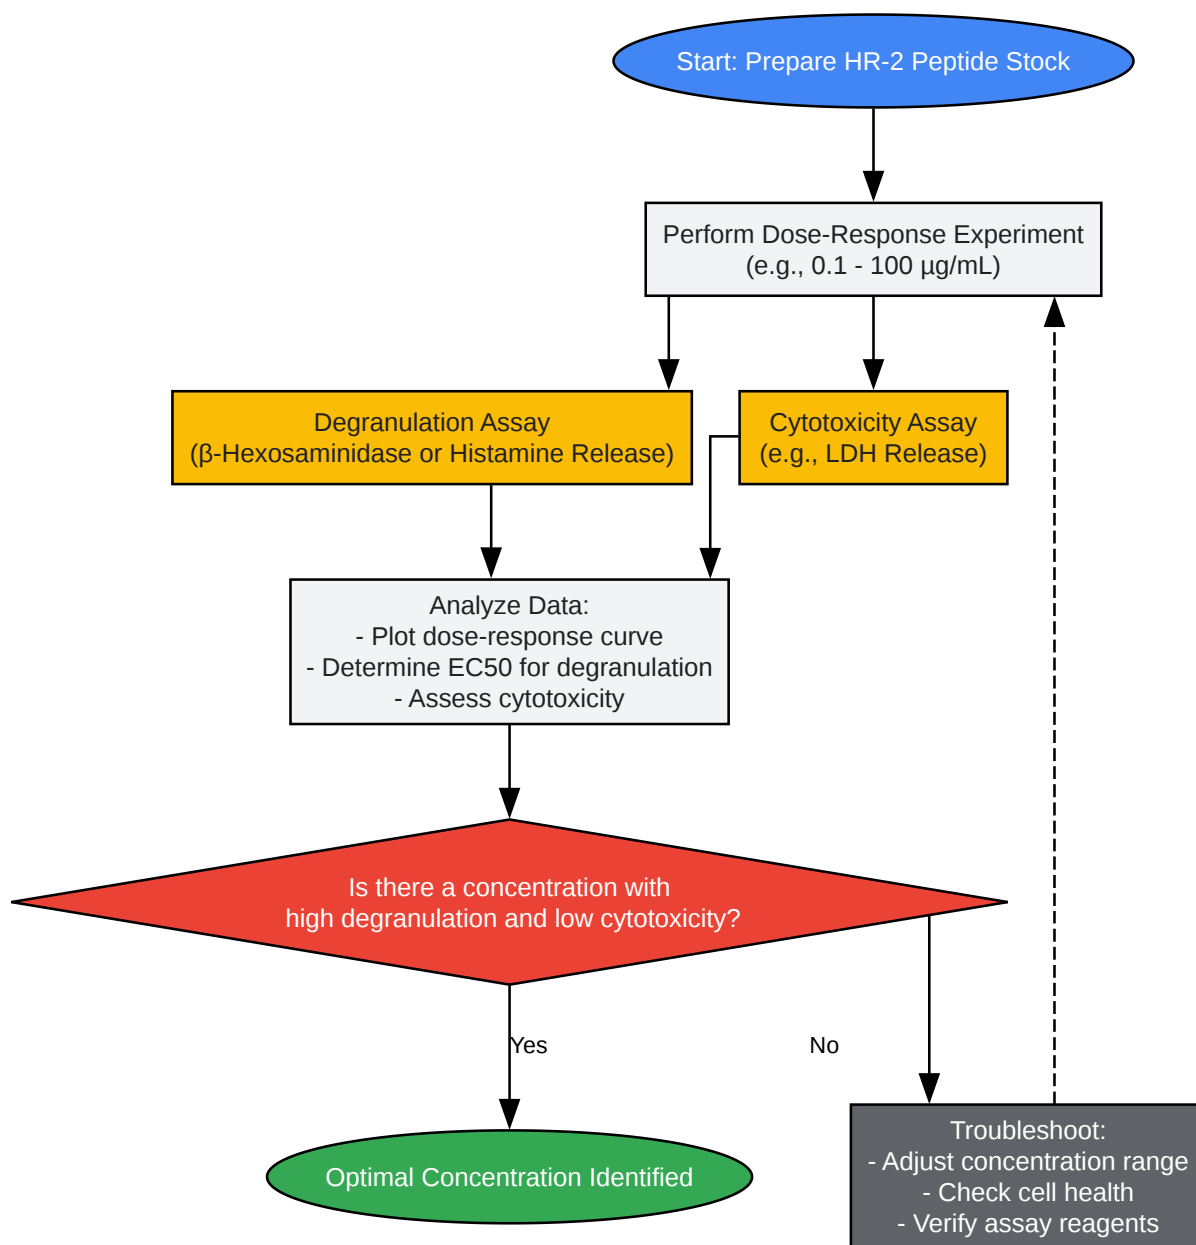 Start: Prepare HR-2 Peptide Stock
Perform Dose-Response Experiment
(e.g., 0.1 - 100 µg/mL)
Degranulation Assay
(β-Hexosaminidase or Histamine Release)
Cytotoxicity Assay
(e.g., LDH Release)
Analyze Data:
- Plot dose-response curve
- Determine EC50 for degranulation
- Assess cytotoxicity
Is there a concentration with
high degranulation and low cytotoxicity?
Yes
No
Optimal Concentration Identified
Troubleshoot:
- Adjust concentration range
- Check cell health
- Verify assay reagents